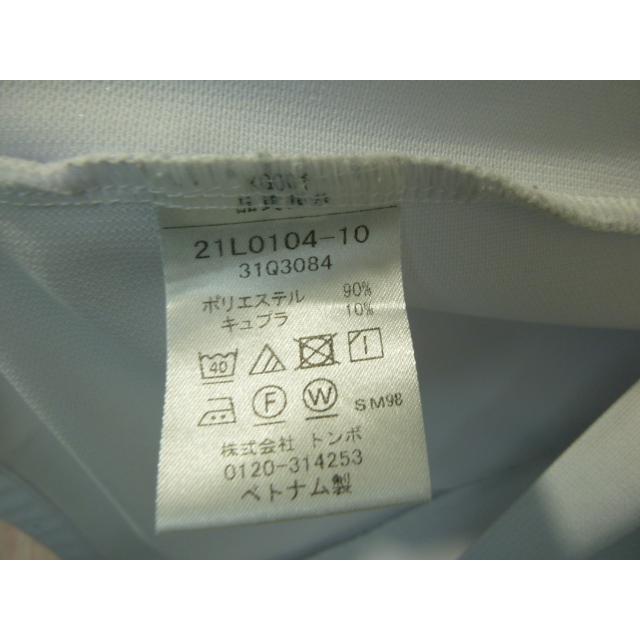 21L0104-10
31Q3084
ポリエステル 90%
キュプラ 10%
40
F W SM98
株式会社 トンボ
0120-314253
ベトナム製